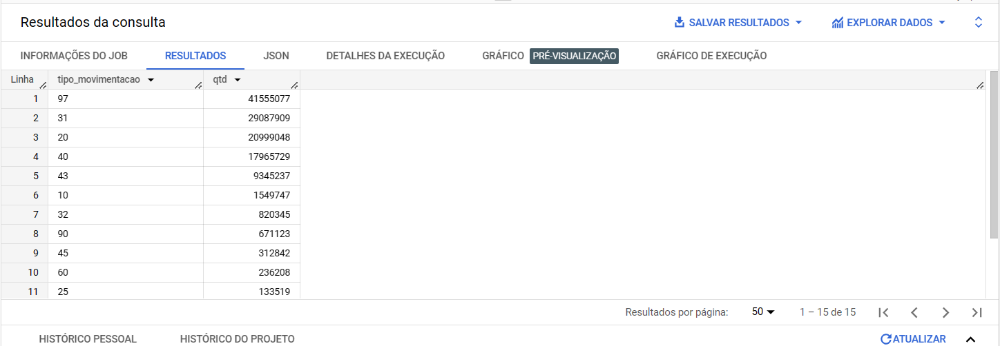 Resultados da consulta
SALVAR RESULTADOS
EXPLORAR DADOS
INFORMAÇÕES DO JOB RESULTADOS JSON DETALHES DA EXECUÇÃO GRÁFICO PRÉ-VISUALIZAÇÃO GRÁFICO DE EXECUÇÃO
Linha tipo_movimentacao qtd
1 97 41555077
2 31 29087909
3 20 20999048
4 40 17965729
5 43 9345237
6 10 1549747
7 32 820345
8 90 671123
9 45 312842
10 60 236208
11 25 133519
Resultados por página: 50 1 – 15 de 15
HISTÓRICO PESSOAL HISTÓRICO DO PROJETO ATUALIZAR